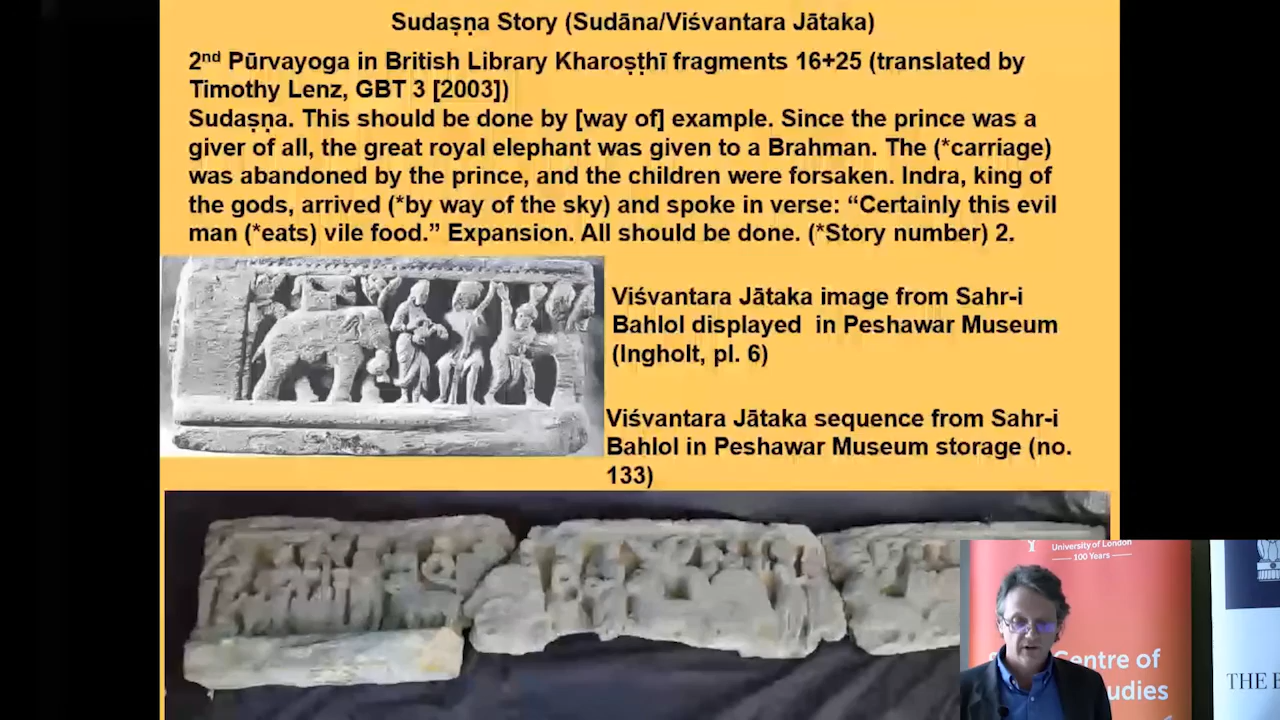 Sudaṣṇa Story (Sudāna/Viśvantara Jātaka)
2nd Pūrvayoga in British Library Kharoṣṭhī fragments 16+25 (translated by
Timothy Lenz, GBT 3 [2003])
Sudaṣṇa. This should be done by [way of] example. Since the prince was a
giver of all, the great royal elephant was given to a Brahman. The (*carriage)
was abandoned by the prince, and the children were forsaken. Indra, king of
the gods, arrived (*by way of the sky) and spoke in verse: “Certainly this evil
man (*eats) vile food.” Expansion. All should be done. (*Story number) 2.
Viśvantara Jātaka image from Sahr-i
Bahlol displayed in Peshawar Museum
(Ingholt, pl. 6)
Viśvantara Jātaka sequence from Sahr-i
Bahlol in Peshawar Museum storage (no.
133)
University of London
100 Years
Centre of
udies
THE